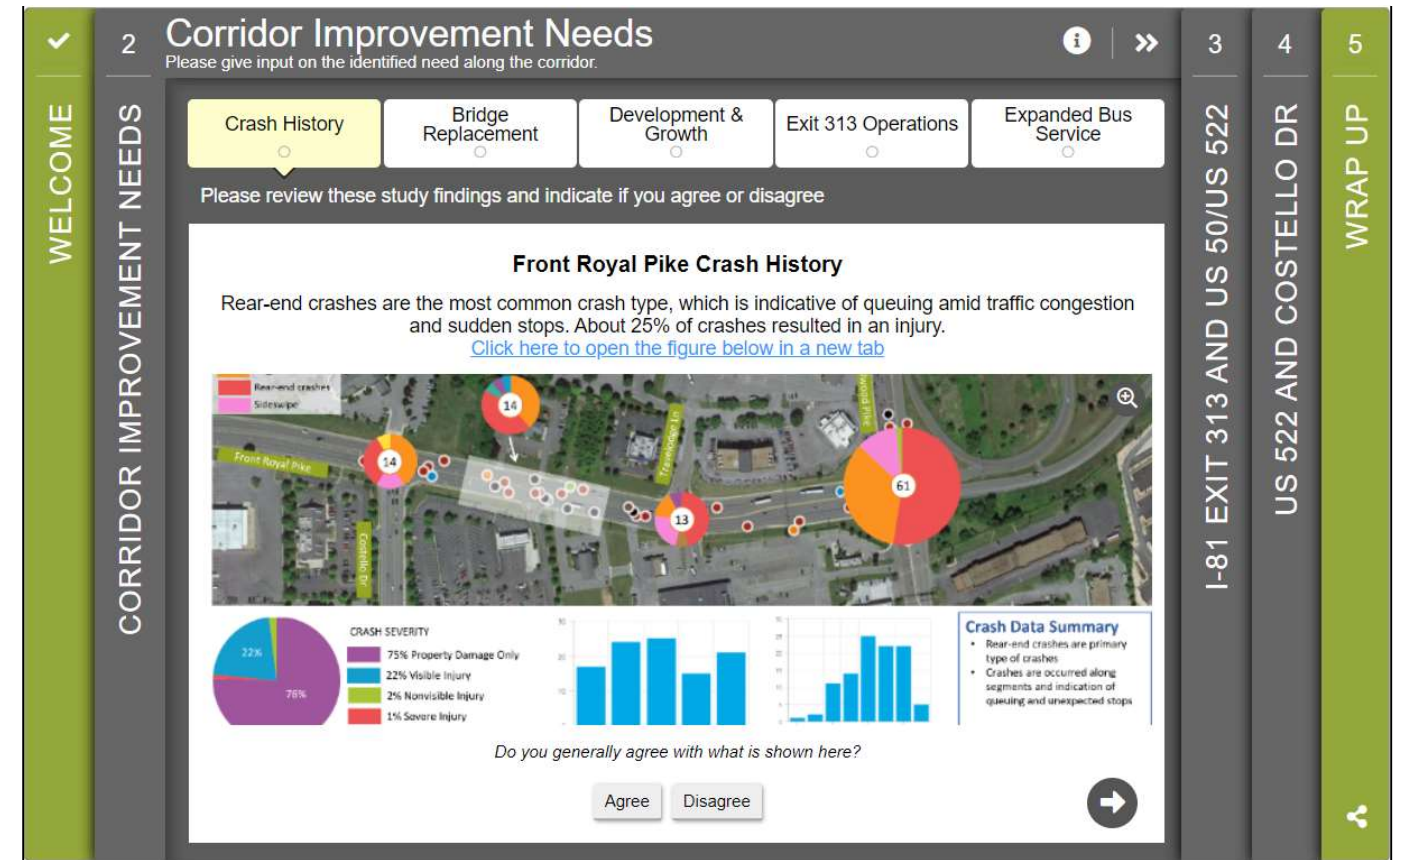 WELCOME
2
CORRIDOR IMPROVEMENT NEEDS
Corridor Improvement Needs
Please give input on the identified need along the corridor.
Crash History
Bridge
Replacement
Development &
Growth
Exit 313 Operations
Expanded Bus
Service
Please review these study findings and indicate if you agree or disagree
Front Royal Pike Crash History
Rear-end crashes are the most common crash type, which is indicative of queuing amid traffic congestion
and sudden stops. About 25% of crashes resulted in an injury.
Click here to open the figure below in a new tab
Rear-end crashes
Sideswipe
14
Front Royal Pike
14
Travelodge Ln
wood Pike
61
13
Costello Dr
22%
76%
CRASH SEVERITY
75% Property Damage Only
22% Visible Injury
2% Nonvisible Injury
1% Severe Injury
30
20
10
Crash Data Summary
• Rear-end crashes are primary
type of crashes
• Crashes are occurred along
segments and indication of
queuing and unexpected stops
Do you generally agree with what is shown here?
Agree
Disagree
3
I-81 EXIT 313 AND US 50/US 522
4
US 522 AND COSTELLO DR
5
WRAP UP